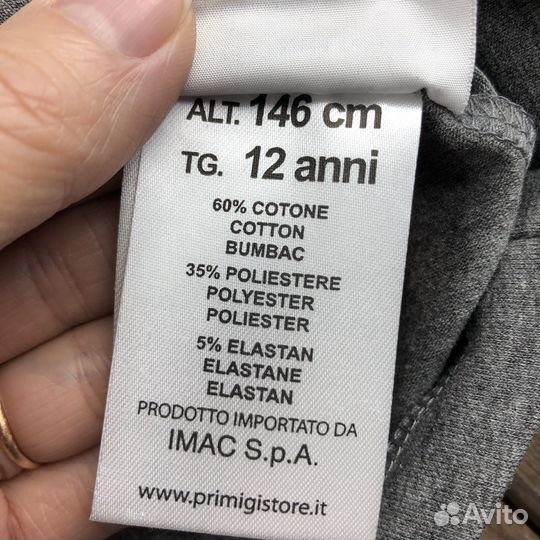 ALT. 146 cm
TG. 12 anni
60% COTONE
COTTON
BUMBAC
35% POLIESTERE
POLYESTER
POLIESTER
5% ELASTAN
ELASTANE
ELASTAN
PRODOTTO IMPORTATO DA
IMAC S.p.A.
www.primigistore.it
Avito